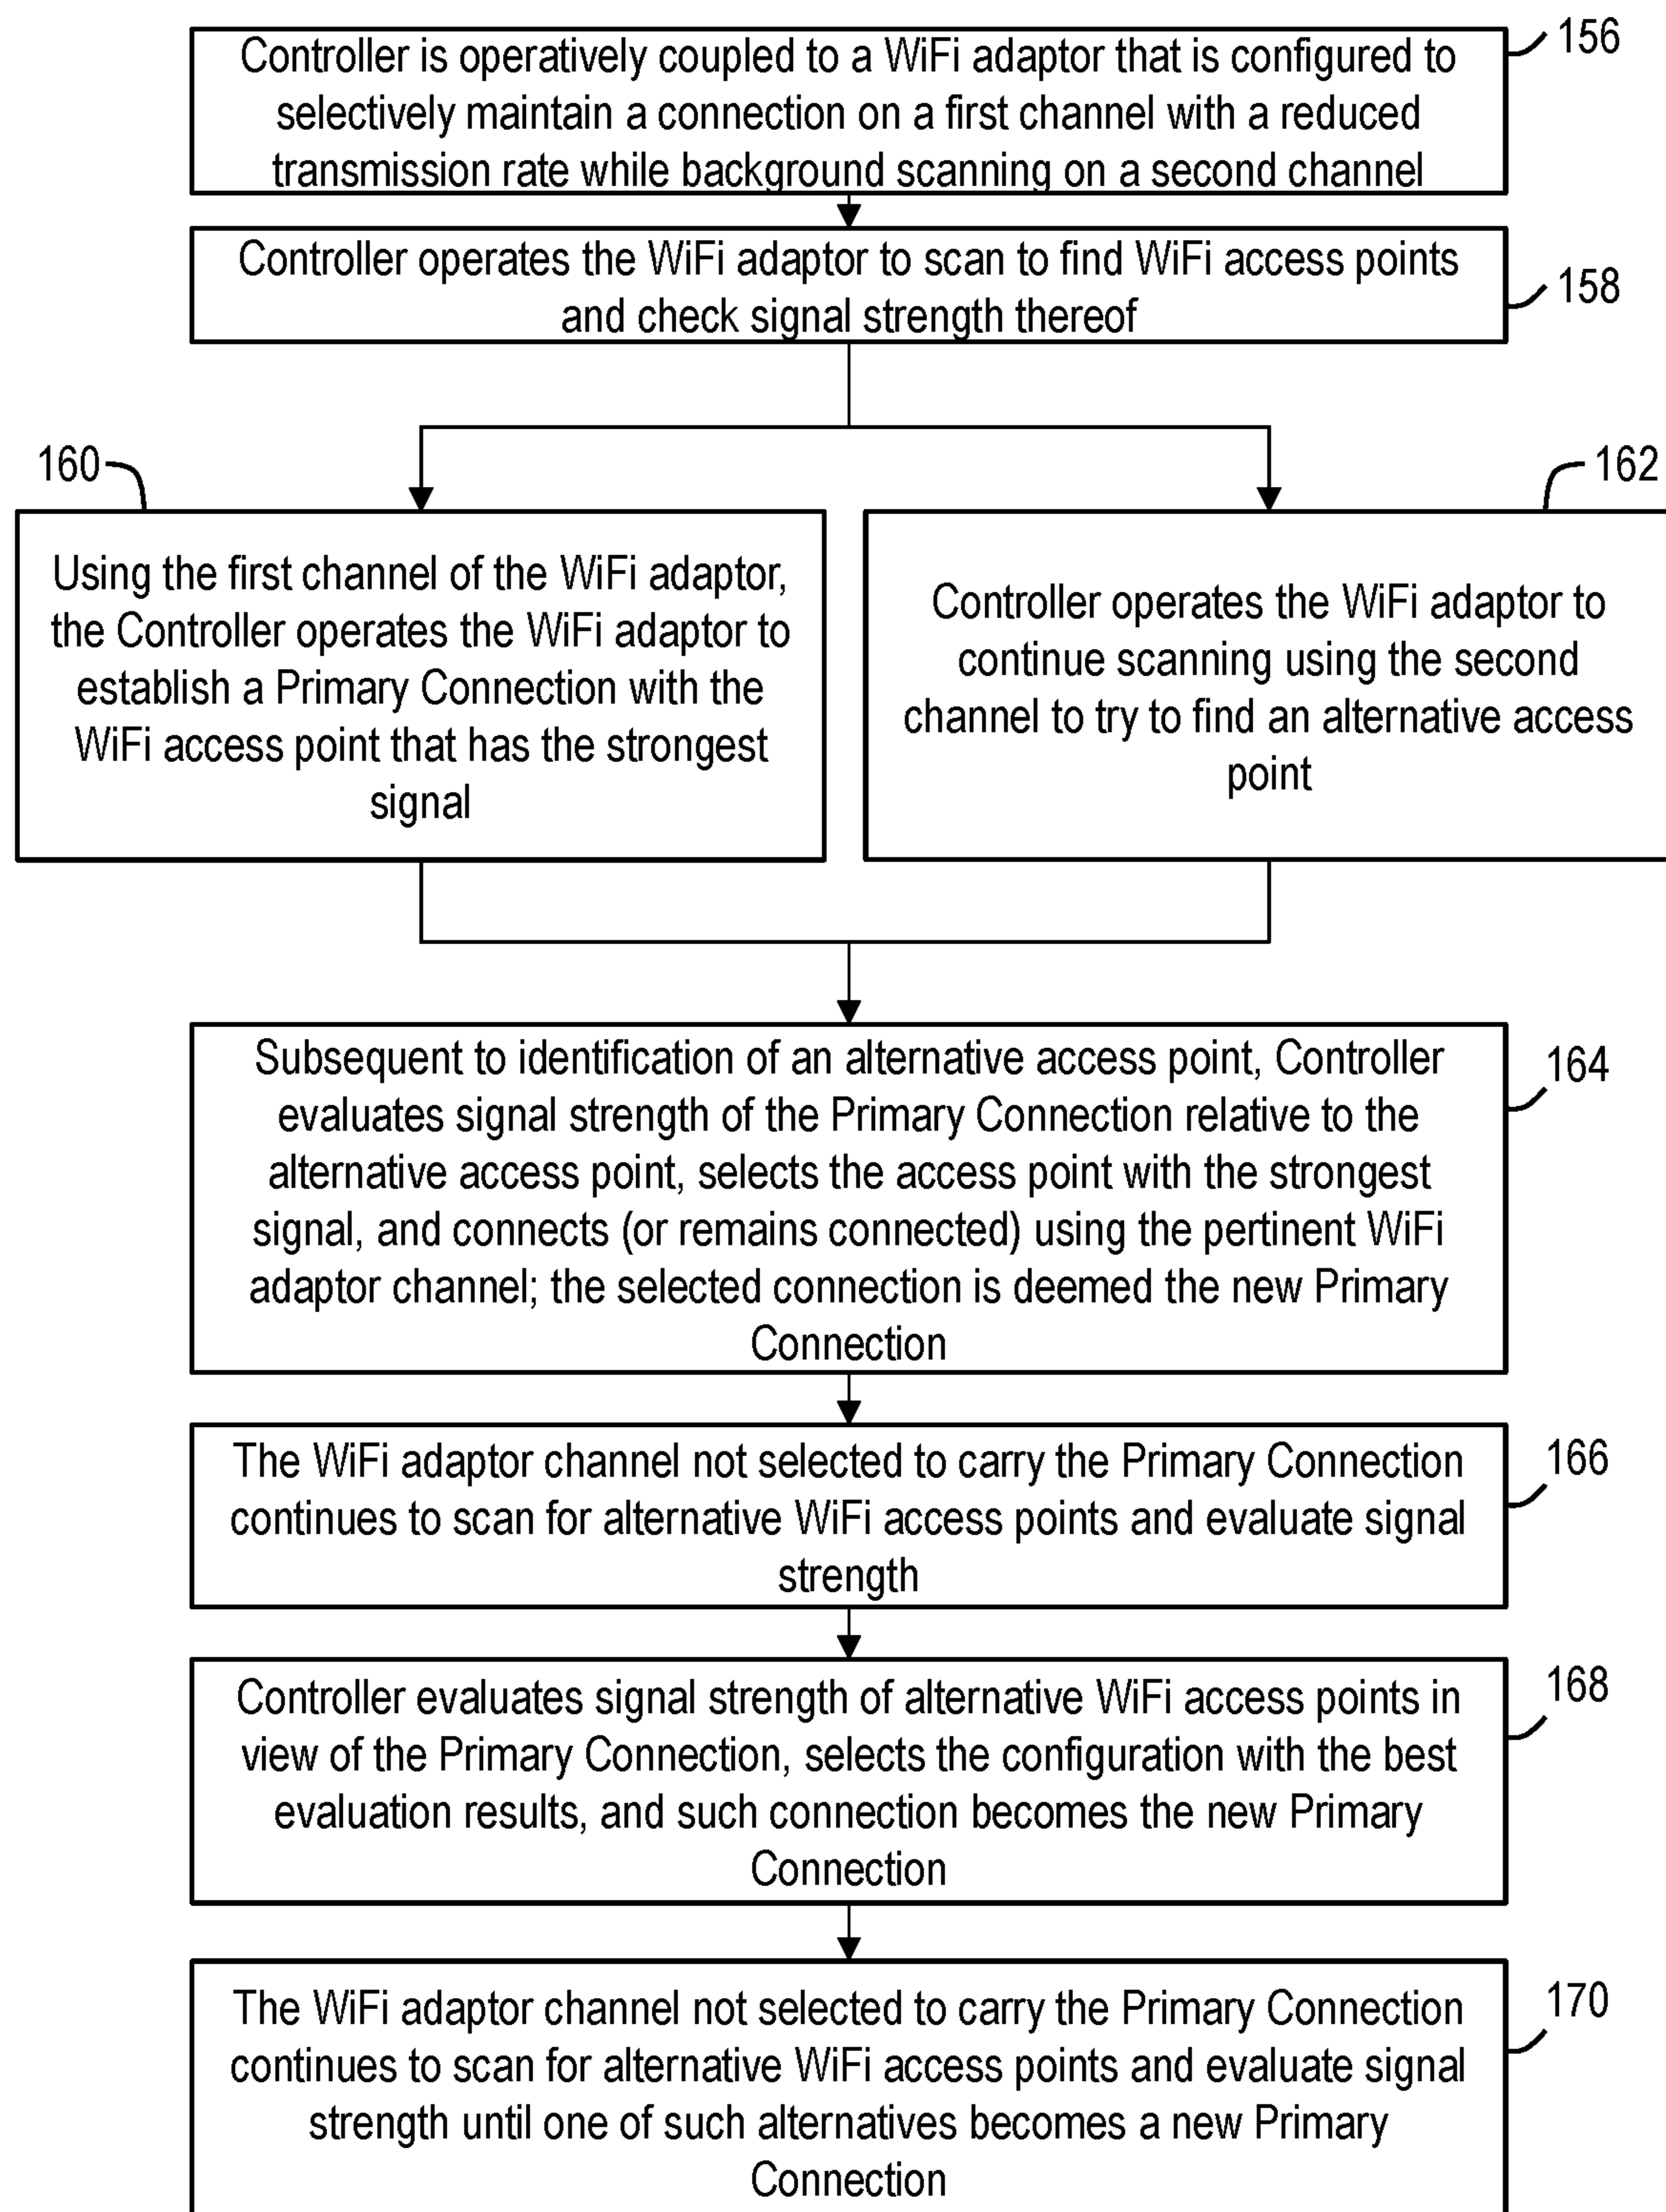 Controller is operatively coupled to a WiFi adaptor that is configured to
selectively maintain a connection on a first channel with a reduced
transmission rate while background scanning on a second channel
156
Controller operates the WiFi adaptor to scan to find WiFi access points
and check signal strength thereof
158
160
Using the first channel of the WiFi adaptor,
the Controller operates the WiFi adaptor to
establish a Primary Connection with the
WiFi access point that has the strongest
signal
162
Controller operates the WiFi adaptor to
continue scanning using the second
channel to try to find an alternative access
point
Subsequent to identification of an alternative access point, Controller
evaluates signal strength of the Primary Connection relative to the
alternative access point, selects the access point with the strongest
signal, and connects (or remains connected) using the pertinent WiFi
adaptor channel; the selected connection is deemed the new Primary
Connection
164
The WiFi adaptor channel not selected to carry the Primary Connection
continues to scan for alternative WiFi access points and evaluate signal
strength
166
Controller evaluates signal strength of alternative WiFi access points in
view of the Primary Connection, selects the configuration with the best
evaluation results, and such connection becomes the new Primary
Connection
168
The WiFi adaptor channel not selected to carry the Primary Connection
continues to scan for alternative WiFi access points and evaluate signal
strength until one of such alternatives becomes a new Primary
Connection
170